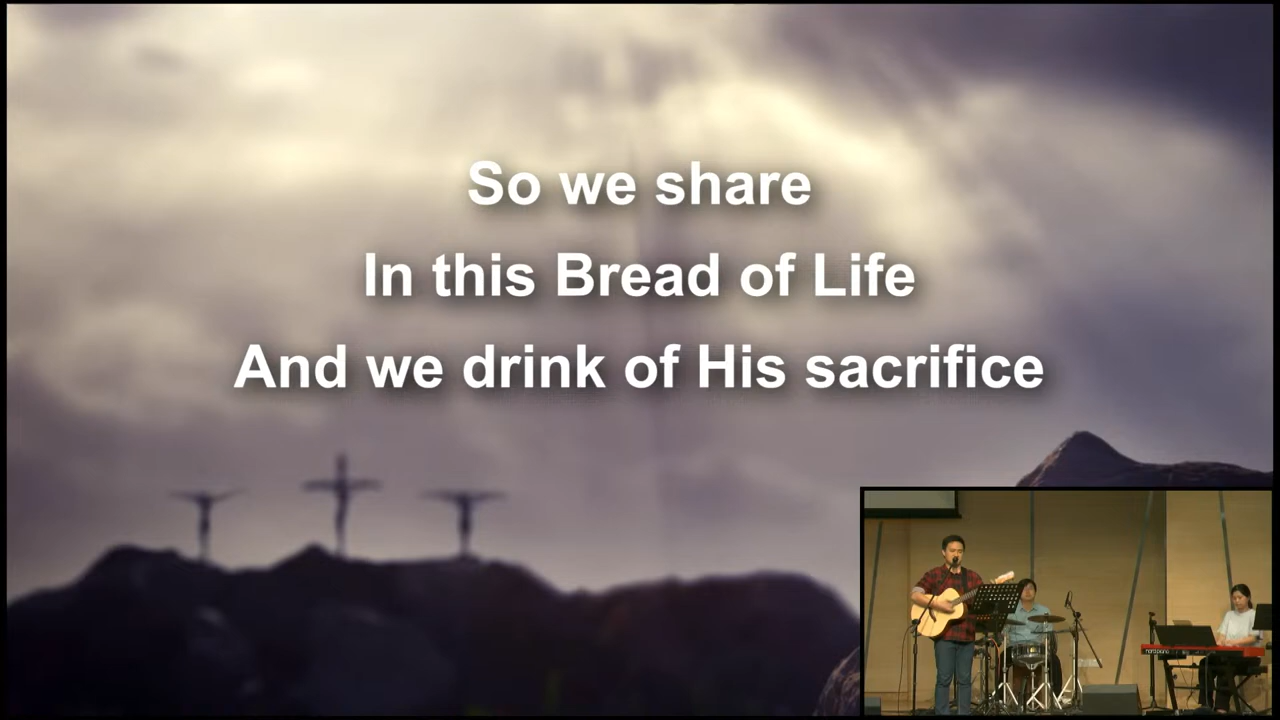 So we share
In this Bread of Life
And we drink of His sacrifice